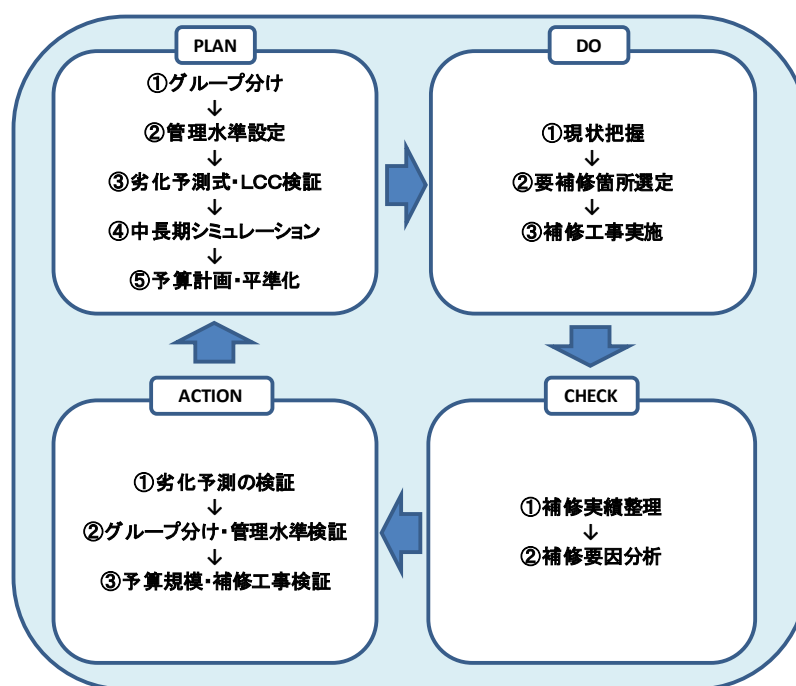 PLAN
①グループ分け
↓
②管理水準設定
↓
③劣化予測式・LCC検証
↓
④中長期シミュレーション
↓
⑤予算計画・平準化
DO
①現状把握
↓
②要補修箇所選定
↓
③補修工事実施
ACTION
①劣化予測の検証
↓
②グループ分け・管理水準検証
↓
③予算規模・補修工事検証
CHECK
①補修実績整理
↓
②補修要因分析